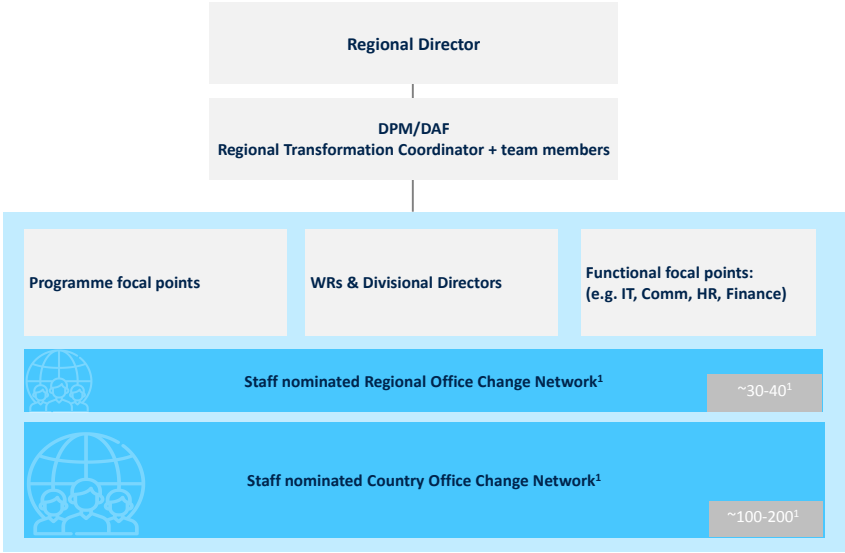 Regional Director
DPM/DAF
Regional Transformation Coordinator + team members
Programme focal points
WRs & Divisional Directors
Functional focal points:
(e.g. IT, Comm, HR, Finance)
Staff nominated Regional Office Change Network¹
~30-40¹
Staff nominated Country Office Change Network¹
~100-200¹